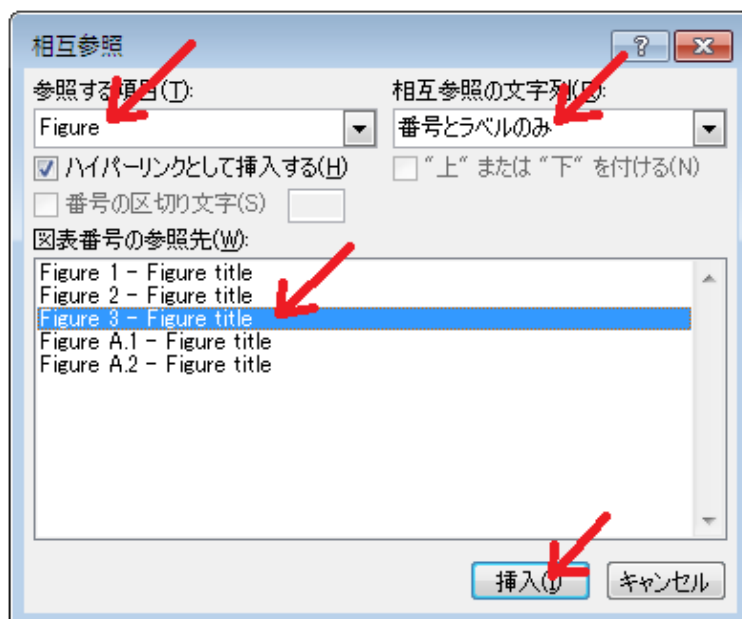 相互参照
参照する項目(T):
相互参照の文字列(R):
Figure
番号とラベルのみ
ハイパーリンクとして挿入する(H)
"上" または "下" を付ける(N)
番号の区切り文字(S)
図表番号の参照先(W):
Figure 1 - Figure title
Figure 2 - Figure title
Figure 3 - Figure title
Figure A.1 - Figure title
Figure A.2 - Figure title
挿入(I)
キャンセル